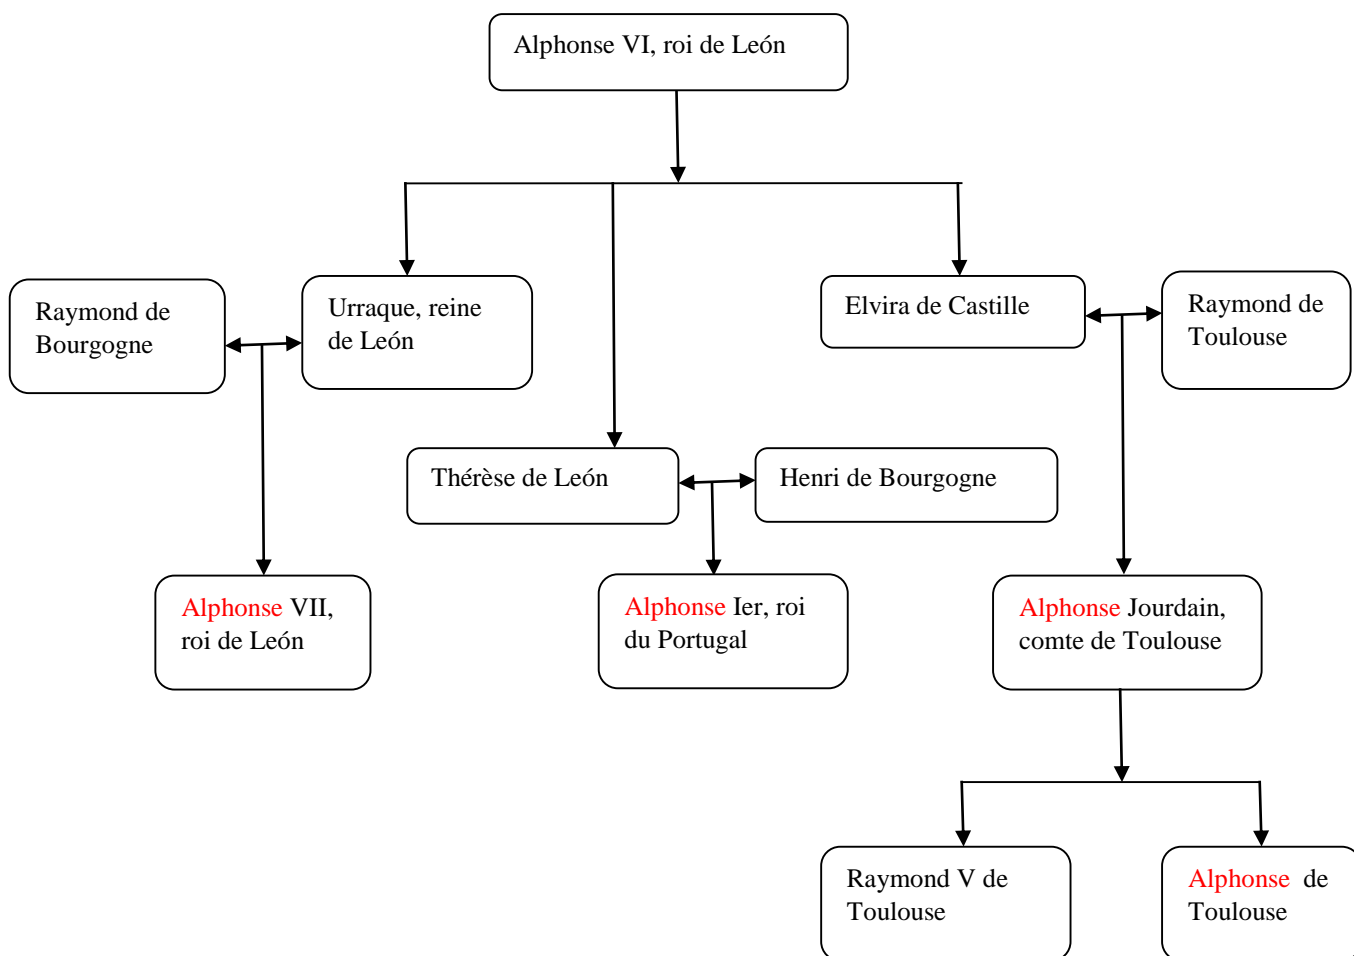 Alphonse VI, roi de León
Raymond de
Bourgogne
Urraque, reine
de León
Elvira de Castille
Raymond de
Toulouse
Thérèse de León
Henri de Bourgogne
Alphonse VII,
roi de León
Alphonse Ier, roi
du Portugal
Alphonse Jourdain,
comte de Toulouse
Raymond V de
Toulouse
Alphonse de
Toulouse